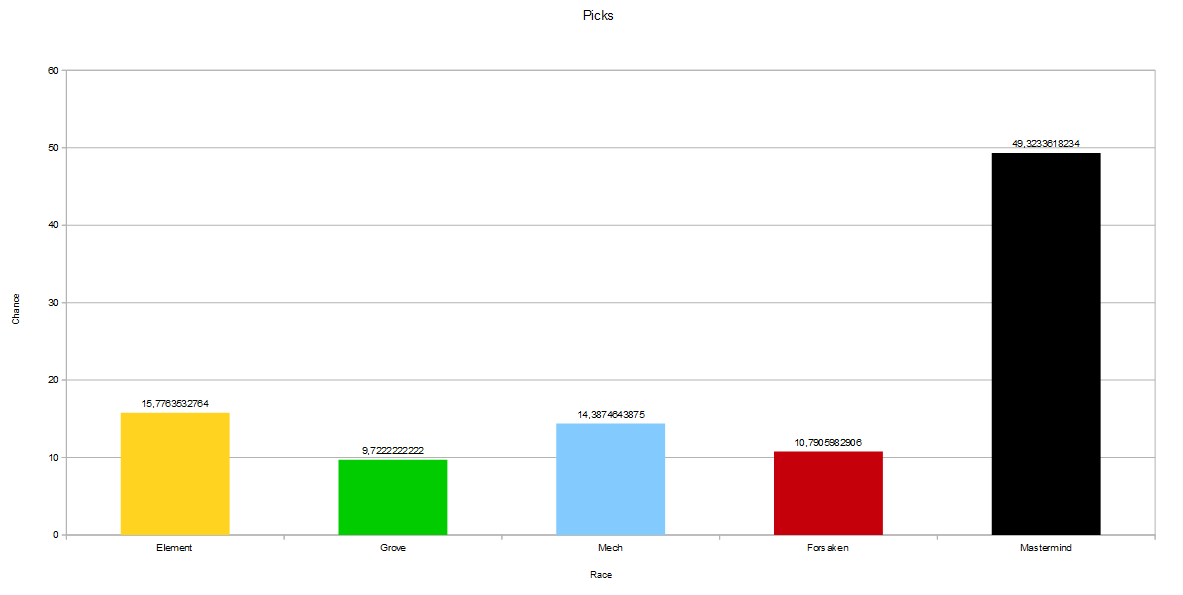 Picks
60
50
40
30
20
10
0
Chance
15,7763532764
9,7222222222
14,3874643875
10,7905982906
49,3233618234
Element
Grove
Mech
Forsaken
Mastermind
Race